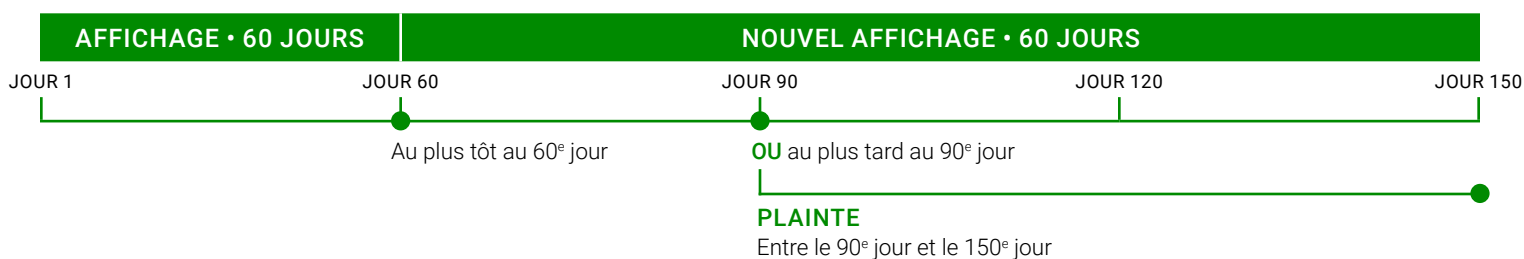 AFFICHAGE • 60 JOURS
NOUVEL AFFICHAGE • 60 JOURS
JOUR 1
JOUR 60
JOUR 90
JOUR 120
JOUR 150
Au plus tôt au 60ᵉ jour
OU au plus tard au 90ᵉ jour
PLAINTE
Entre le 90ᵉ jour et le 150ᵉ jour